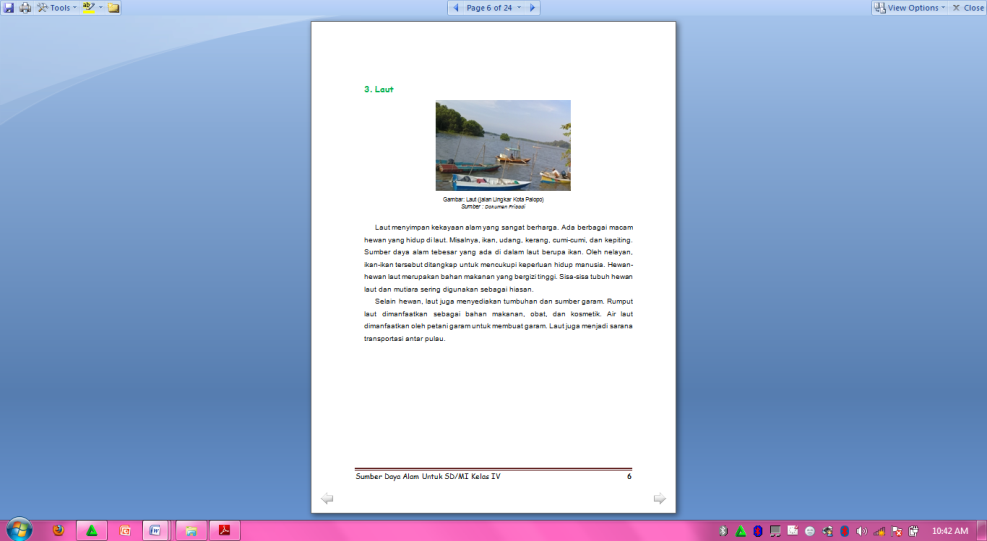 Tools
Page 6 of 24
View Options
Close
3. Laut
Gambar: Laut (jalan Lingkar Kota Palopo)
Sumber : Dokumen Pribadi
Laut menyimpan kekayaan alam yang sangat berharga. Ada berbagai macam
hewan yang hidup di laut. Misalnya, ikan, udang, kerang, cumi-cumi, dan kepiting.
Sumber daya alam tebesar yang ada di dalam laut berupa ikan. Oleh nelayan,
ikan-ikan tersebut ditangkap untuk mencukupi keperluan hidup manusia. Hewan-
hewan laut merupakan bahan makanan yang bergizi tinggi. Sisa-sisa tubuh hewan
laut dan mutiara sering digunakan sebagai hiasan.
Selain hewan, laut juga menyediakan tumbuhan dan sumber garam. Rumput
laut dimanfaatkan sebagai bahan makanan, obat, dan kosmetik. Air laut
dimanfaatkan oleh petani garam untuk membuat garam. Laut juga menjadi sarana
transportasi antar pulau.
Sumber Daya Alam Untuk SD/MI Kelas IV 6
10:42 AM